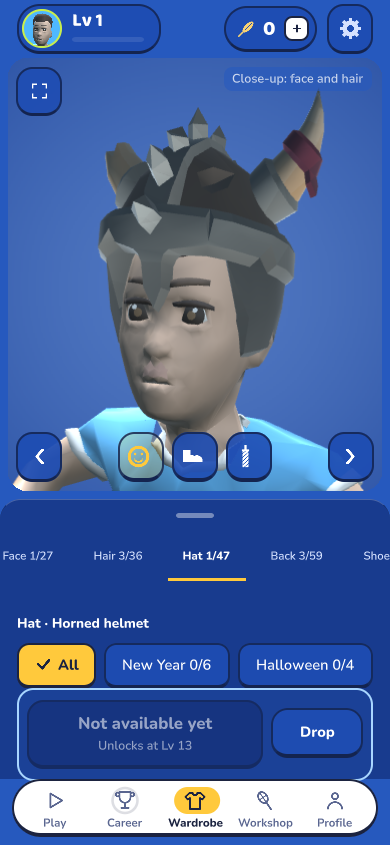 Lv 1
0
+
Close-up: face and hair
Face 1/27
Hair 3/36
Hat 1/47
Back 3/59
Shoe
Hat · Horned helmet
All
New Year 0/6
Halloween 0/4
Not available yet
Unlocks at Lv 13
Drop
Play
Career
Wardrobe
Workshop
Profile